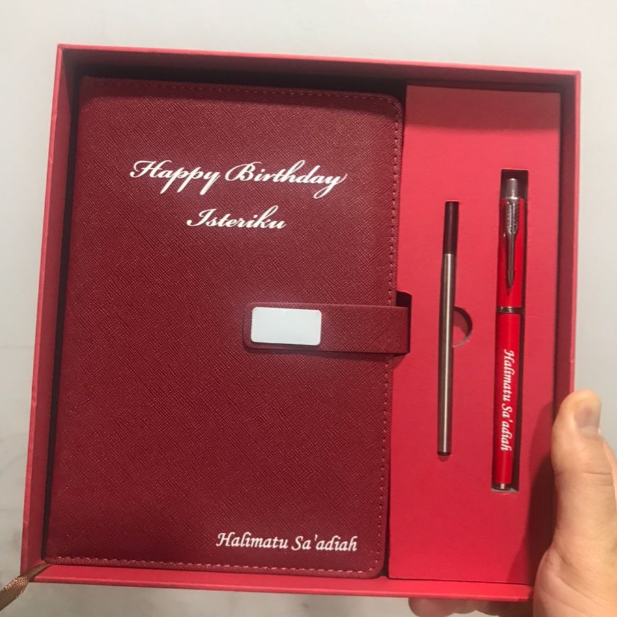 Happy Birthday
Isteriku
Halimatu Sa'adiah
Halimatu Sa'adiah